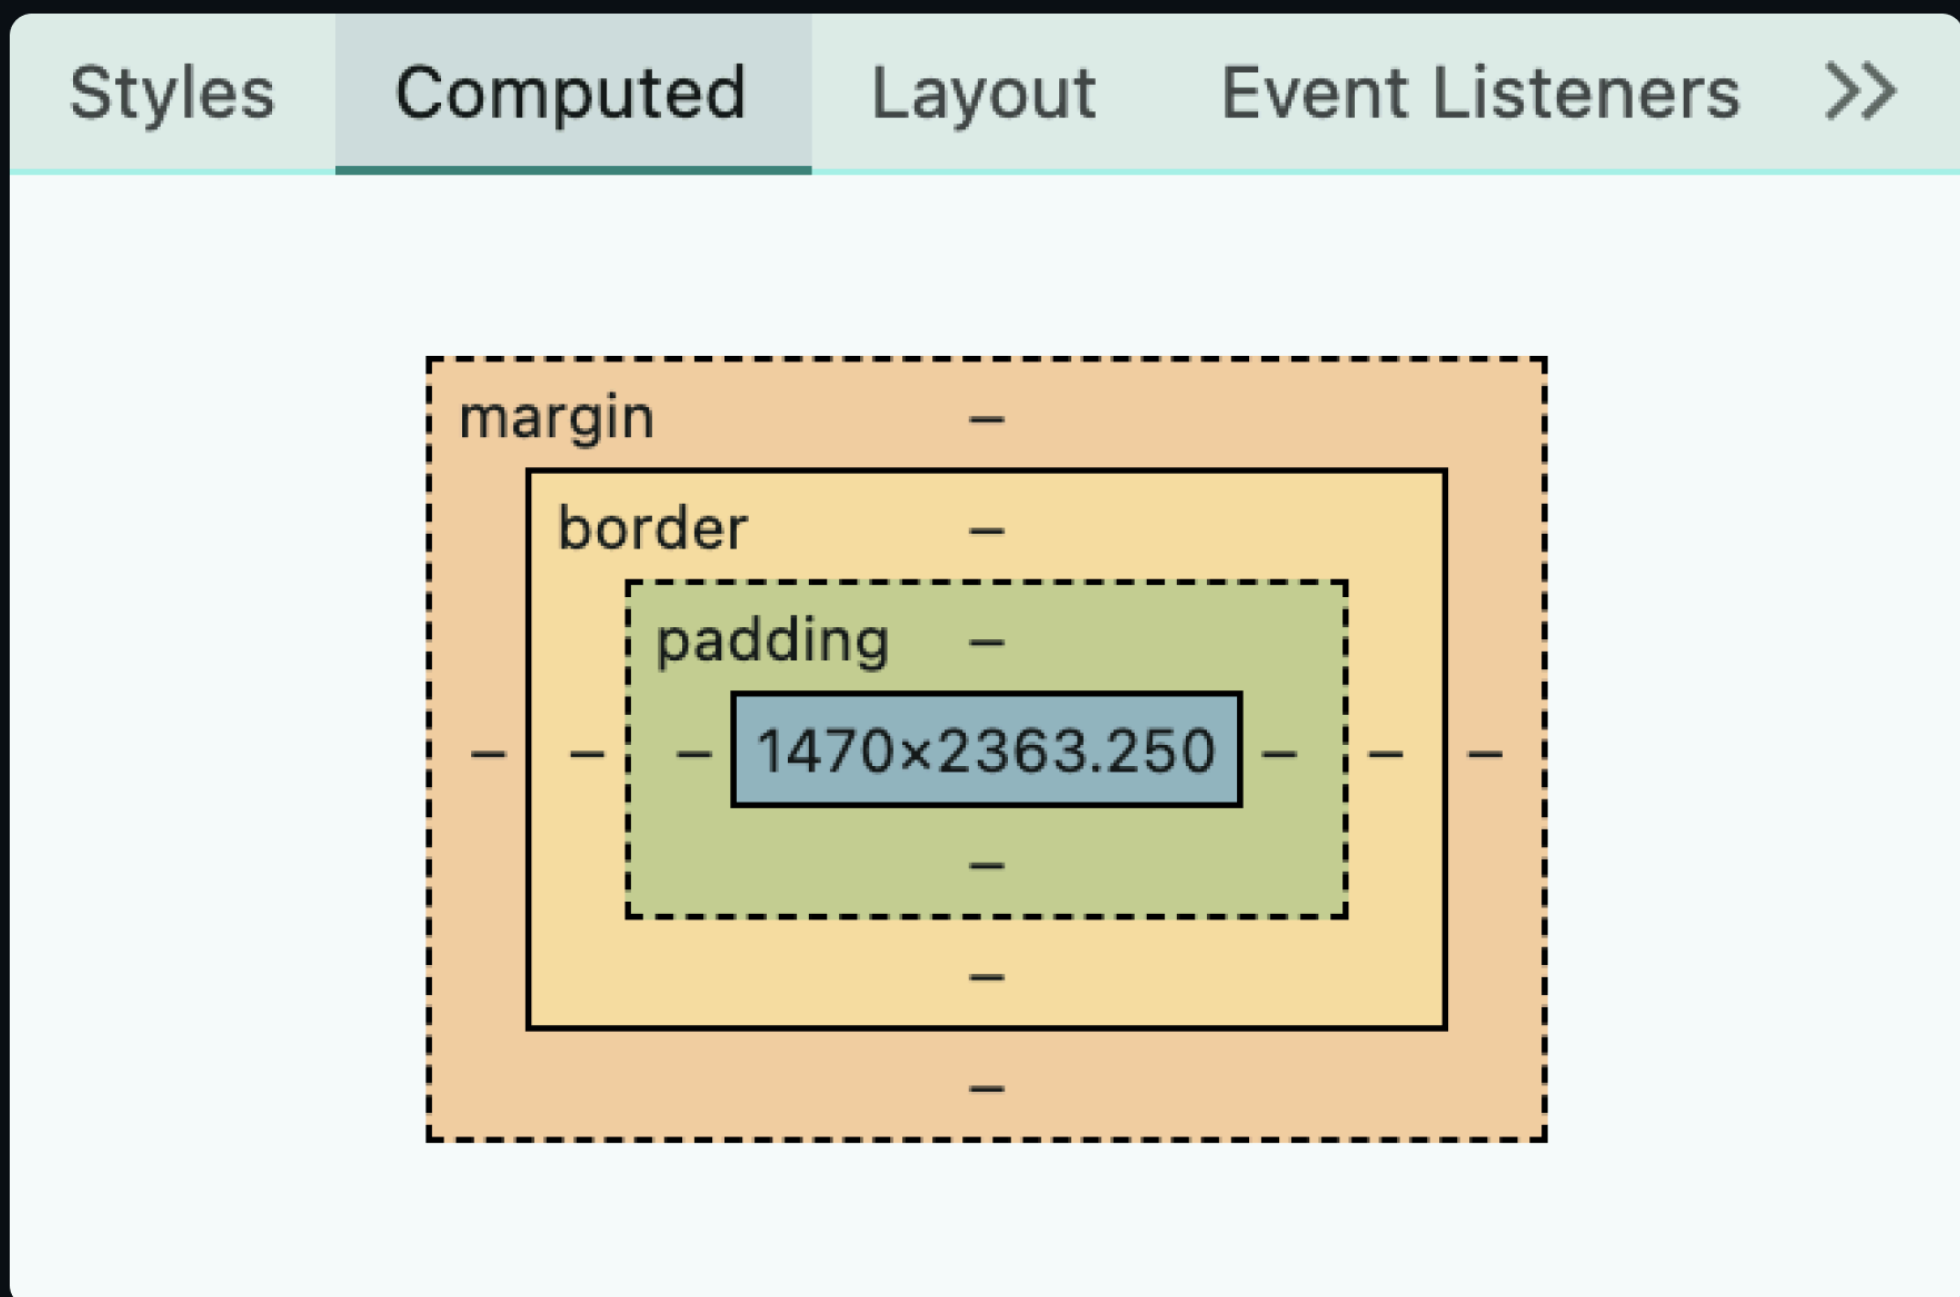 Styles Computed Layout Event Listeners »
margin –
border –
padding –
– – – 1470×2363.250 – – –
–
–
–